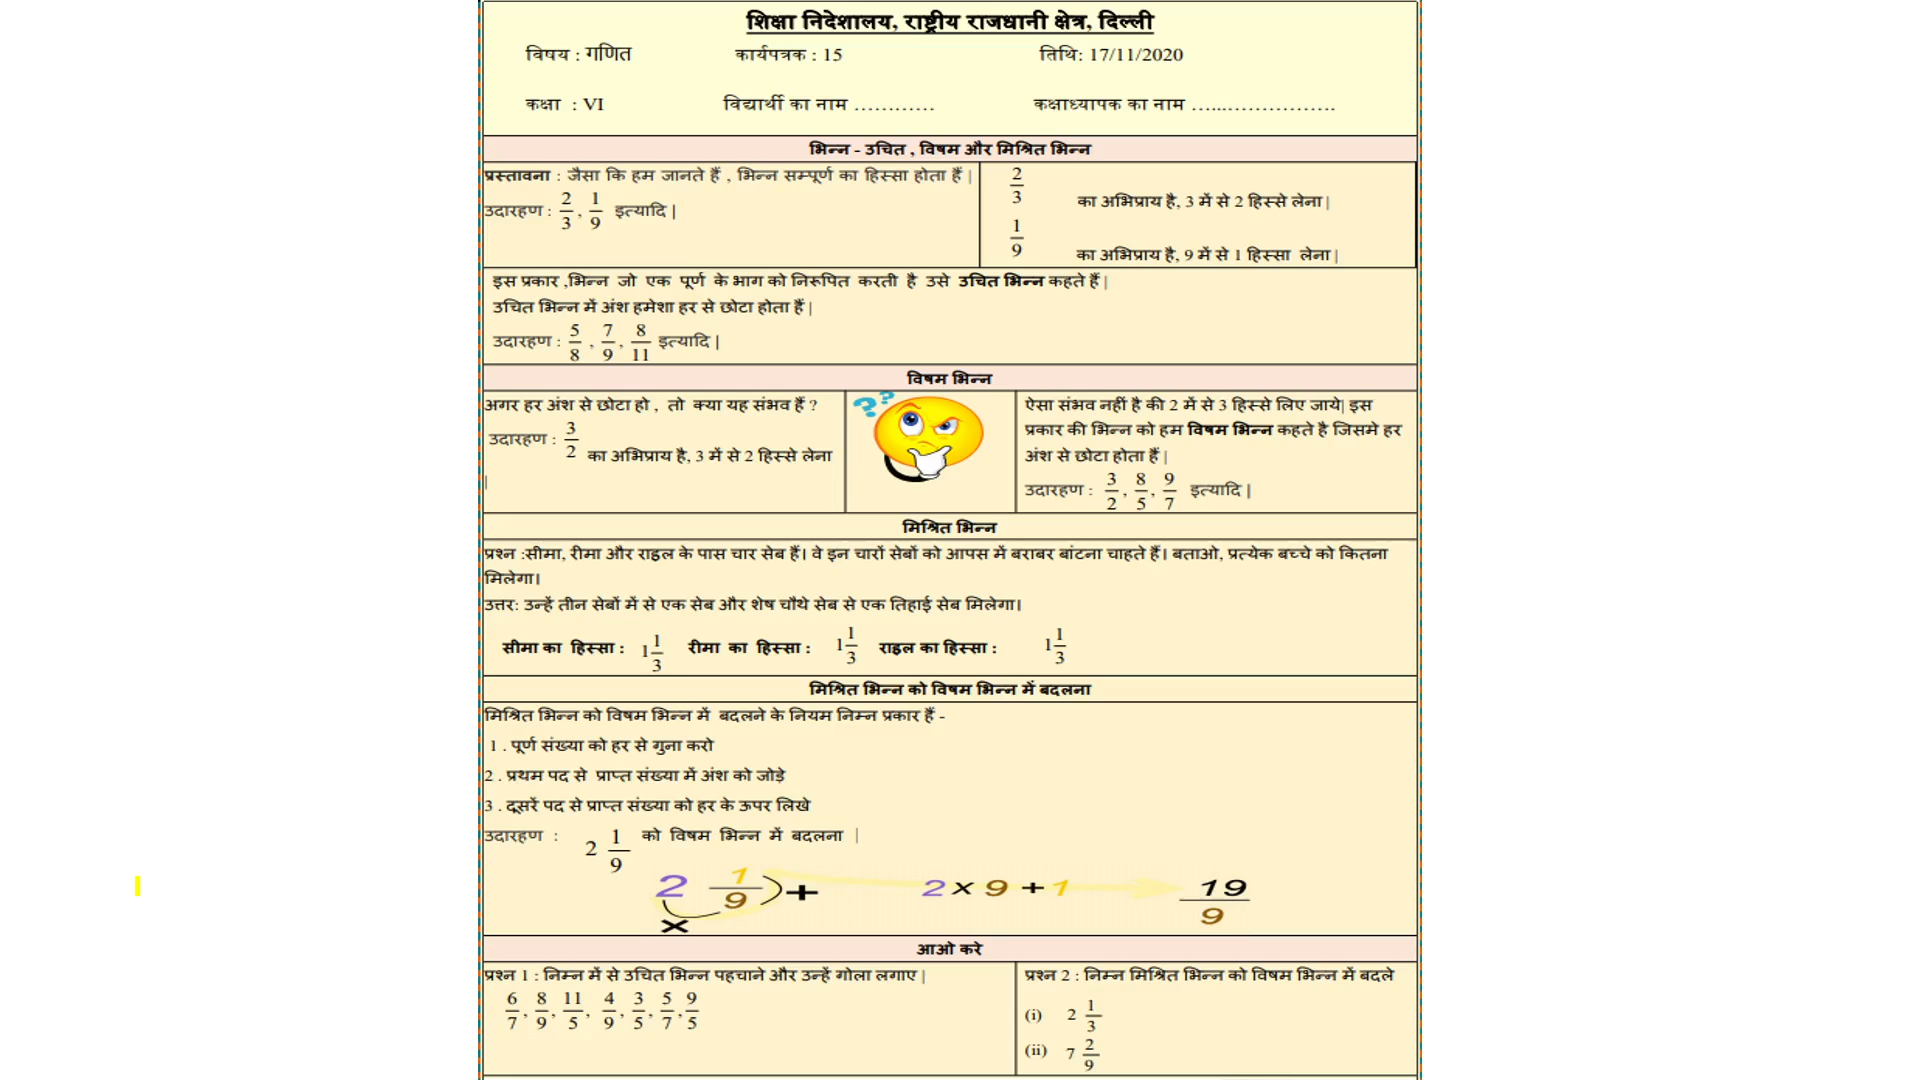 शिक्षा निदेशालय, राष्ट्रीय राजधानी क्षेत्र, दिल्ली
विषय : गणित कार्यपत्रक : 15 तिथि: 17/11/2020
कक्षा : VI विद्यार्थी का नाम ………… कक्षाध्यापक का नाम …...…………….
भिन्न - उचित , विषम और मिश्रित भिन्न
प्रस्तावना : जैसा कि हम जानते हैं , भिन्न सम्पूर्ण का हिस्सा होता हैं |
उदारहण : 2/3 , 1/9 इत्यादि |
2/3 का अभिप्राय है, 3 में से 2 हिस्से लेना |
1/9 का अभिप्राय है, 9 में से 1 हिस्सा लेना |
इस प्रकार ,भिन्न जो एक पूर्ण के भाग को निरूपित करती है उसे उचित भिन्न कहते हैं |
उचित भिन्न में अंश हमेशा हर से छोटा होता हैं |
उदारहण : 5/8 , 7/9 , 8/11 इत्यादि |
विषम भिन्न
अगर हर अंश से छोटा हो , तो क्या यह संभव हैं ?
उदारहण : 3/2 का अभिप्राय है, 3 में से 2 हिस्से लेना
|
??
ऐसा संभव नहीं है की 2 में से 3 हिस्से लिए जाये| इस
प्रकार की भिन्न को हम विषम भिन्न कहते है जिसमे हर
अंश से छोटा होता हैं |
उदारहण : 3/2 , 8/5 , 9/7 इत्यादि |
मिश्रित भिन्न
प्रश्न :सीमा, रीमा और राहुल के पास चार सेब हैं। वे इन चारों सेबों को आपस में बराबर बांटना चाहते हैं। बताओ, प्रत्येक बच्चे को कितना
मिलेगा।
उत्तर: उन्हें तीन सेबों में से एक सेब और शेष चौथे सेब से एक तिहाई सेब मिलेगा।
सीमा का हिस्सा : 1 1/3 रीमा का हिस्सा : 1 1/3 राहुल का हिस्सा : 1 1/3
मिश्रित भिन्न को विषम भिन्न में बदलना
मिश्रित भिन्न को विषम भिन्न में बदलने के नियम निम्न प्रकार हैं -
1 . पूर्ण संख्या को हर से गुना करो
2 . प्रथम पद से प्राप्त संख्या में अंश को जोड़े
3 . दूसरें पद से प्राप्त संख्या को हर के ऊपर लिखे
उदारहण : 2 1/9 को विषम भिन्न में बदलना |
2 1/9 + × 2 × 9 + 1 19/9
आओ करे
प्रश्न 1 : निम्न में से उचित भिन्न पहचाने और उन्हें गोला लगाए |
6/7 , 8/9 , 11/5 , 4/9 , 3/5 , 5/7 , 9/5
प्रश्न 2 : निम्न मिश्रित भिन्न को विषम भिन्न में बदले
(i) 2 1/3
(ii) 7 2/9